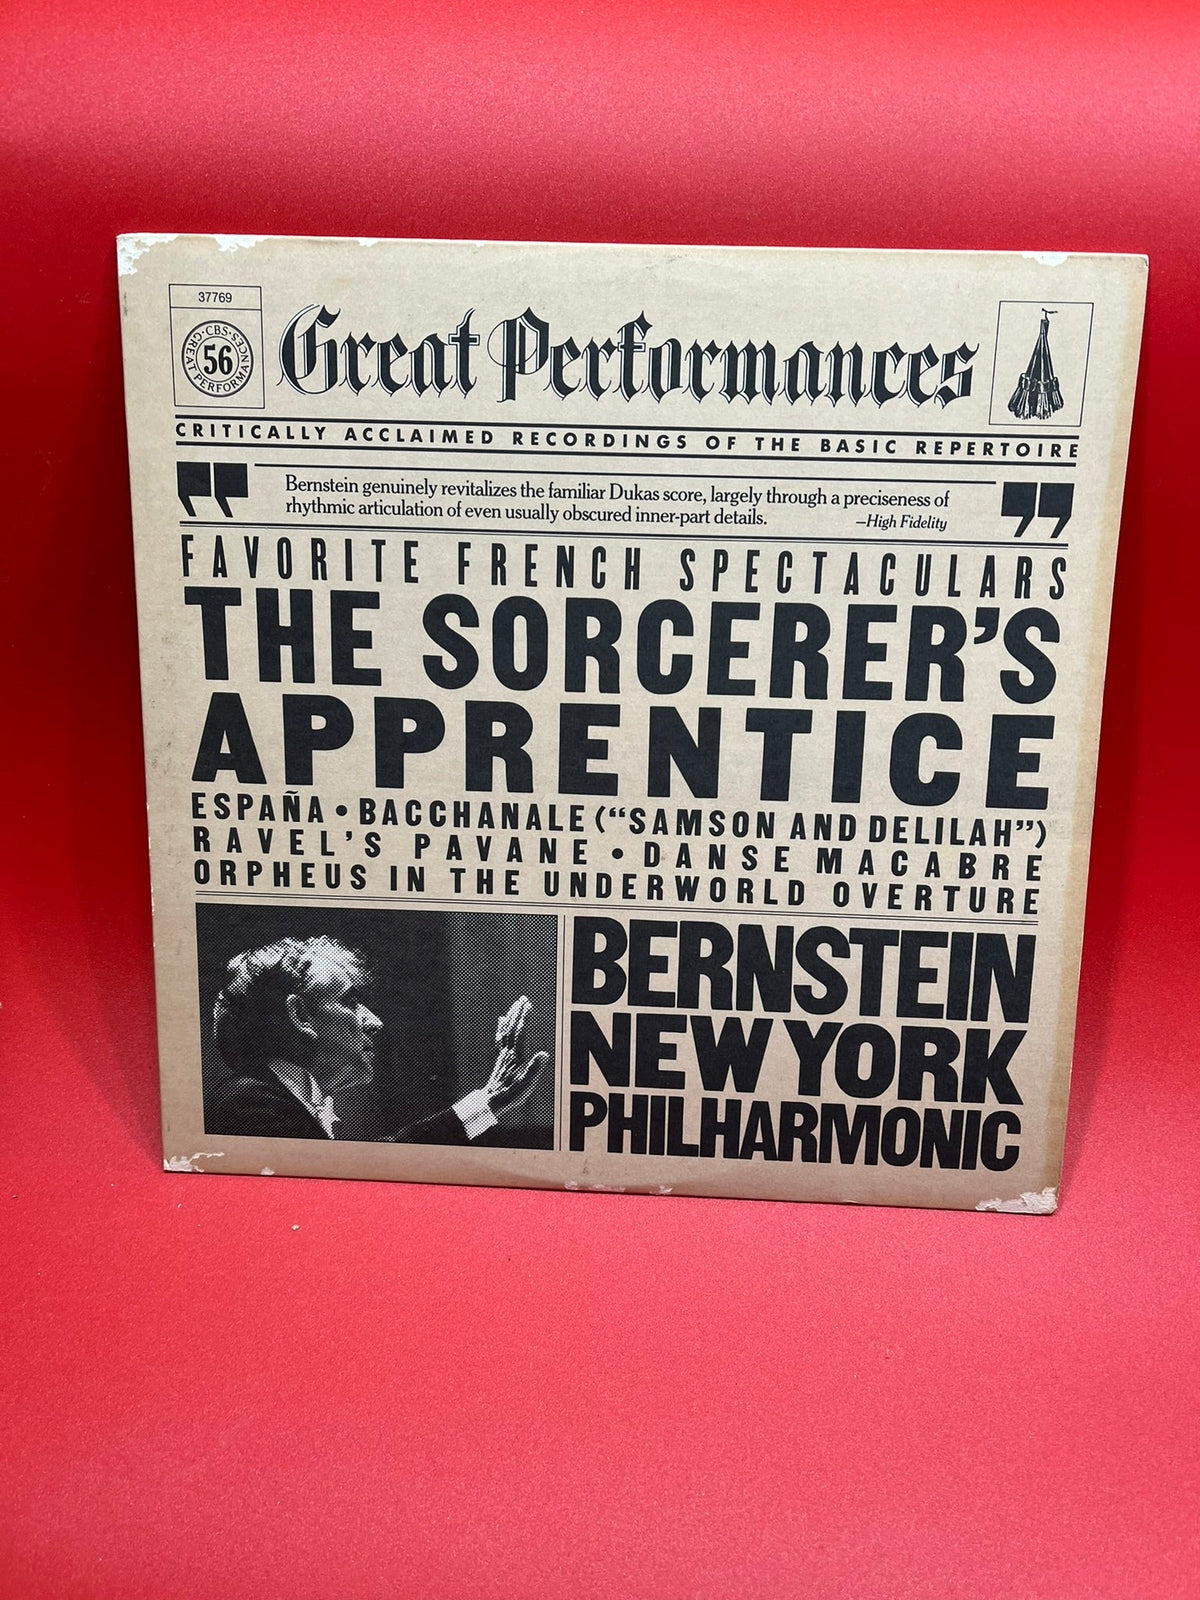 37769
·CBS·
GREAT PERFORMANCES
56
Great Performances
CRITICALLY ACCLAIMED RECORDINGS OF THE BASIC REPERTOIRE
" Bernstein genuinely revitalizes the familiar Dukas score, largely through a preciseness of
rhythmic articulation of even usually obscured inner-part details. —High Fidelity "
FAVORITE FRENCH SPECTACULARS
THE SORCERER'S
APPRENTICE
ESPAÑA • BACCHANALE ("SAMSON AND DELILAH")
RAVEL'S PAVANE • DANSE MACABRE
ORPHEUS IN THE UNDERWORLD OVERTURE
BERNSTEIN
NEW YORK
PHILHARMONIC